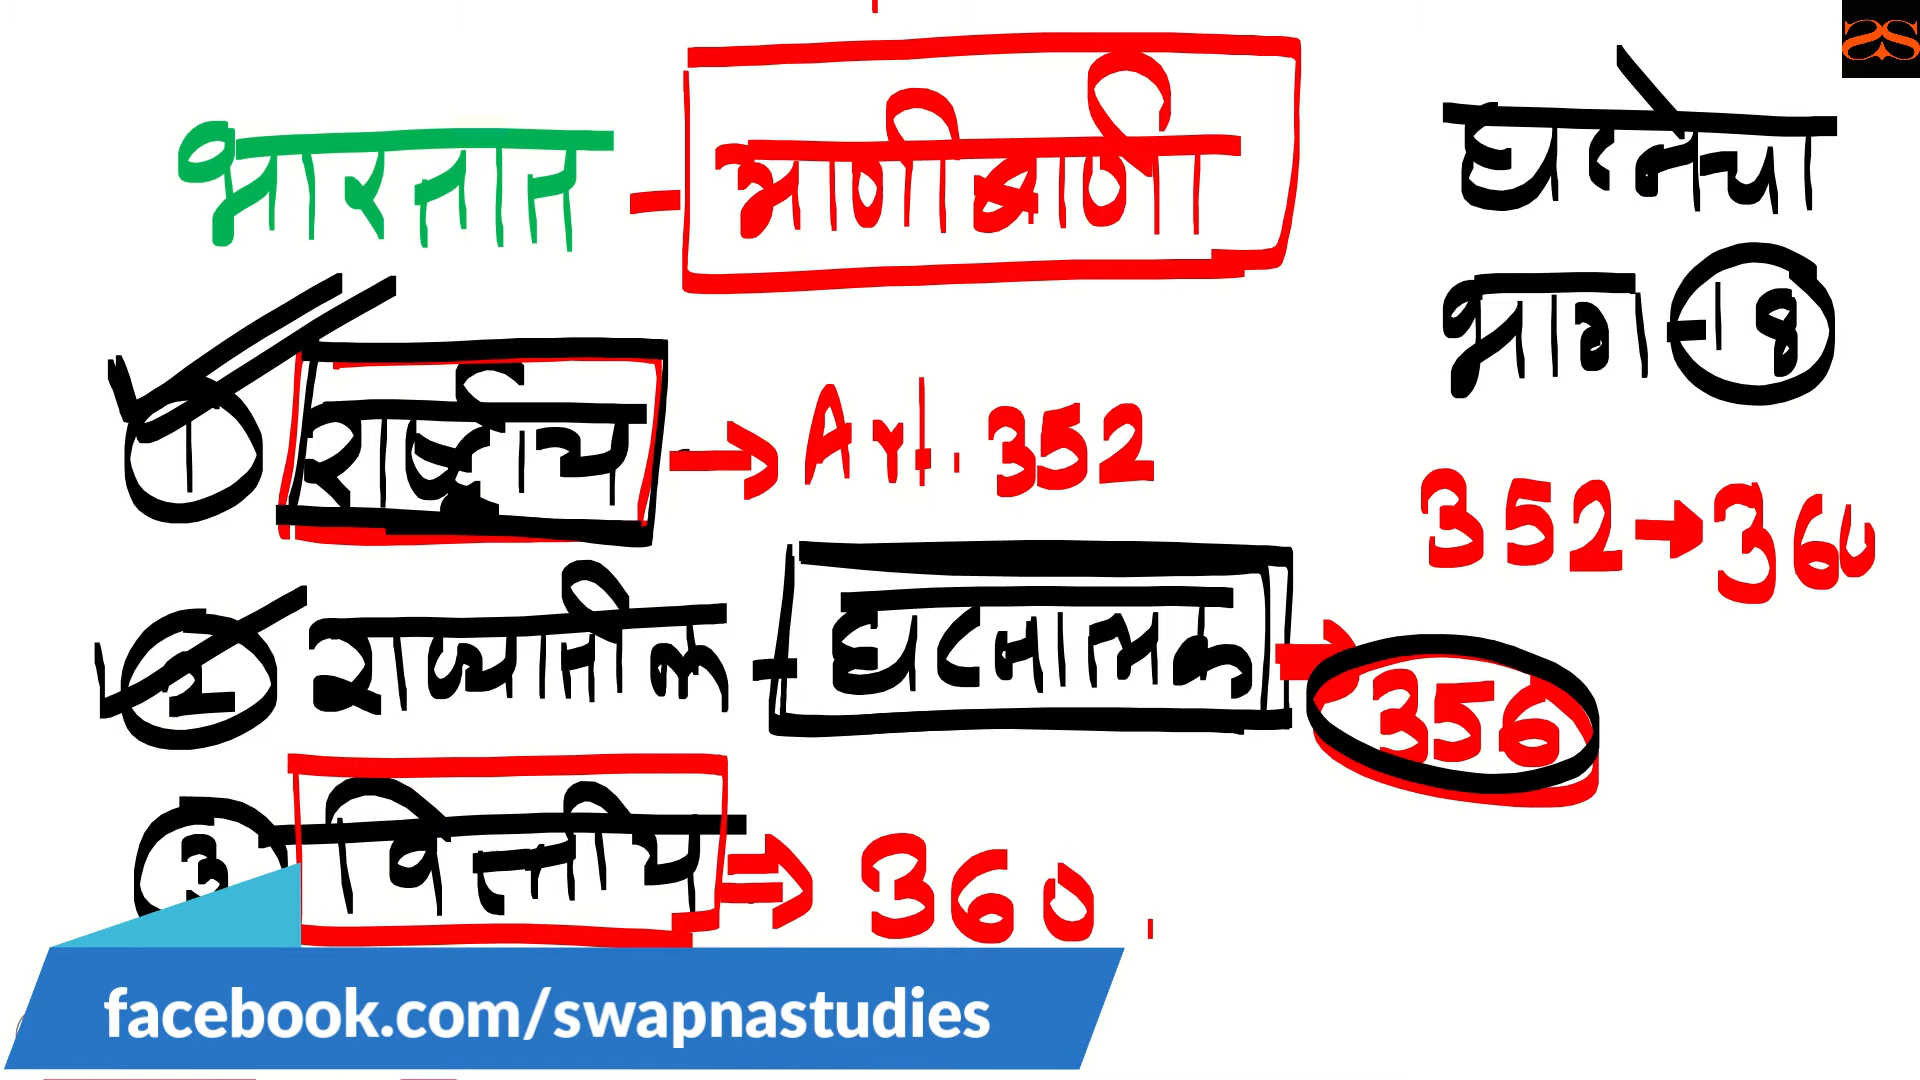 भारतात - आणीबाणी
घटनेचा
भाग - 18
352 → 360
1 राष्ट्रीय → Art. 352
2 राज्यातील - घटनात्मक → 356
3 वित्तीय → 360.
facebook.com/swapnastudies